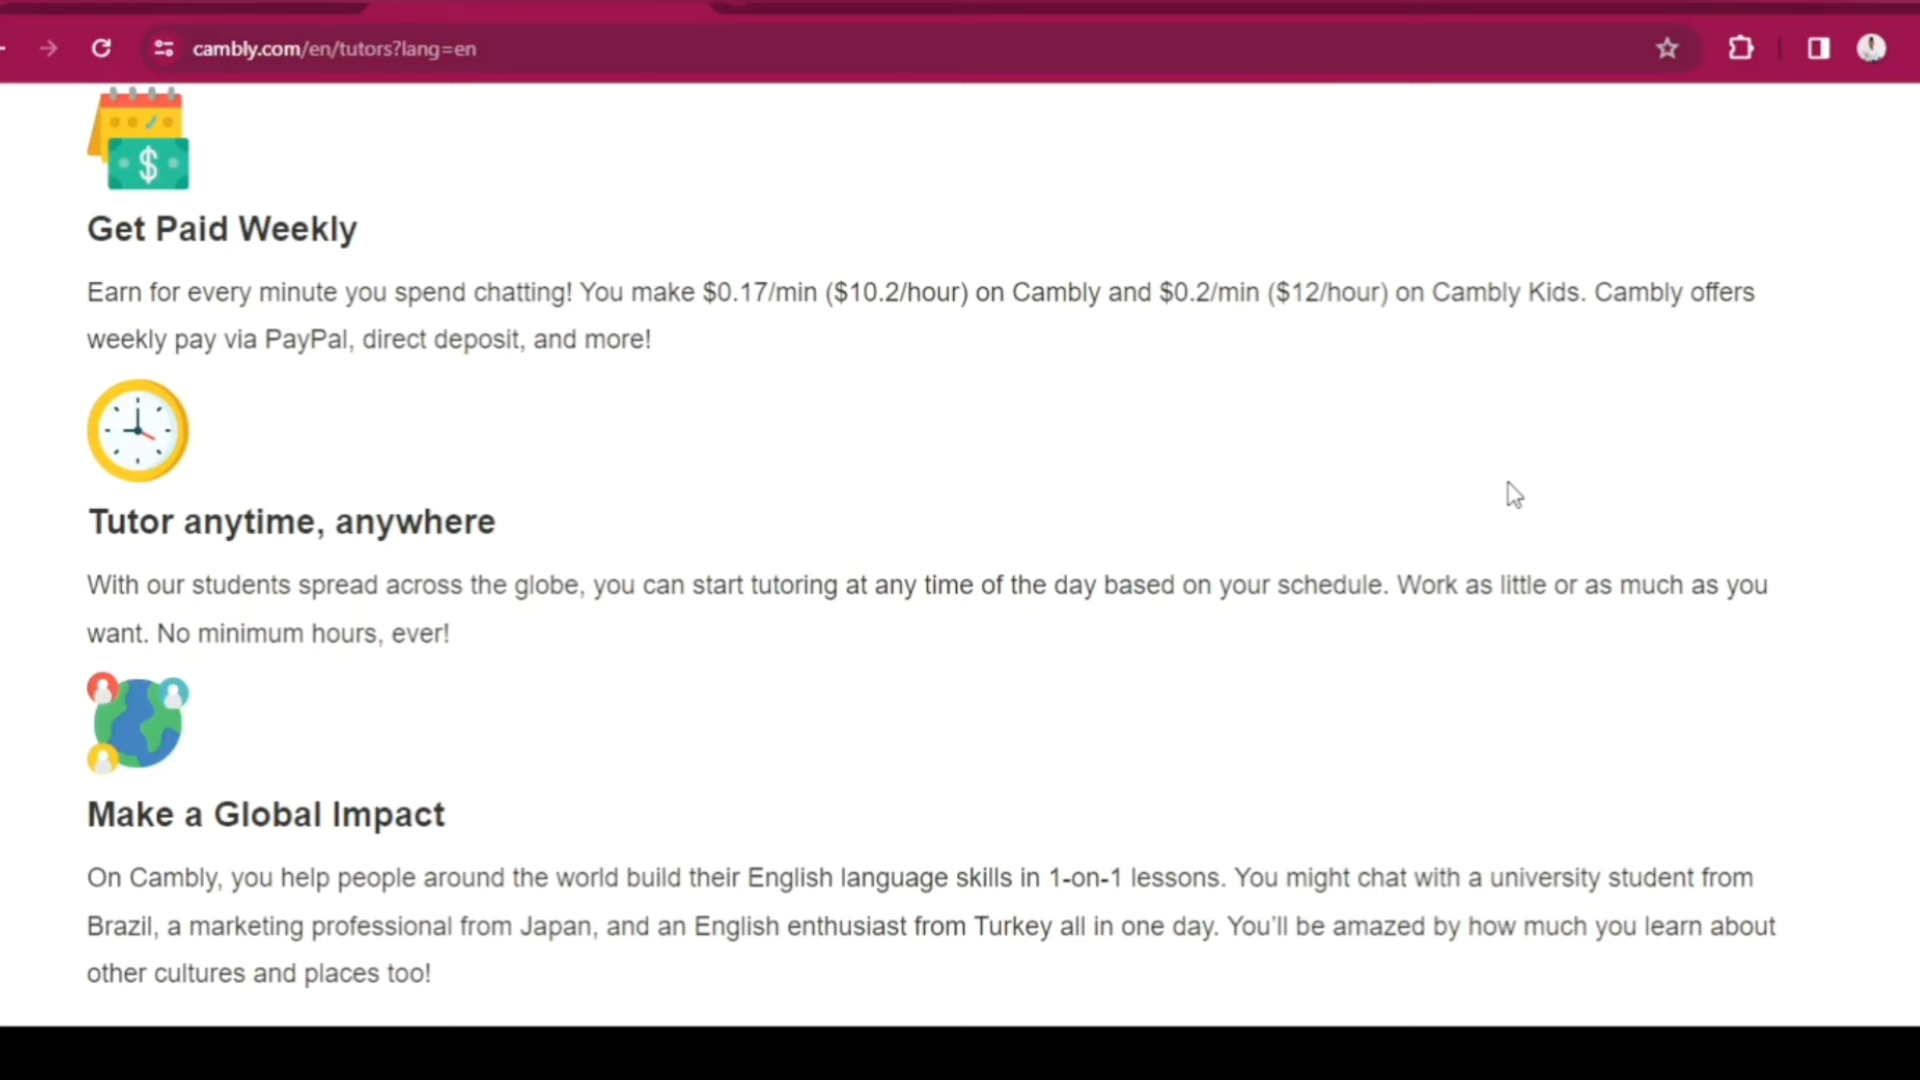 cambly.com/en/tutors?lang=en
$
Get Paid Weekly
Earn for every minute you spend chatting! You make $0.17/min ($10.2/hour) on Cambly and $0.2/min ($12/hour) on Cambly Kids. Cambly offers
weekly pay via PayPal, direct deposit, and more!
Tutor anytime, anywhere
With our students spread across the globe, you can start tutoring at any time of the day based on your schedule. Work as little or as much as you
want. No minimum hours, ever!
Make a Global Impact
On Cambly, you help people around the world build their English language skills in 1-on-1 lessons. You might chat with a university student from
Brazil, a marketing professional from Japan, and an English enthusiast from Turkey all in one day. You’ll be amazed by how much you learn about
other cultures and places too!